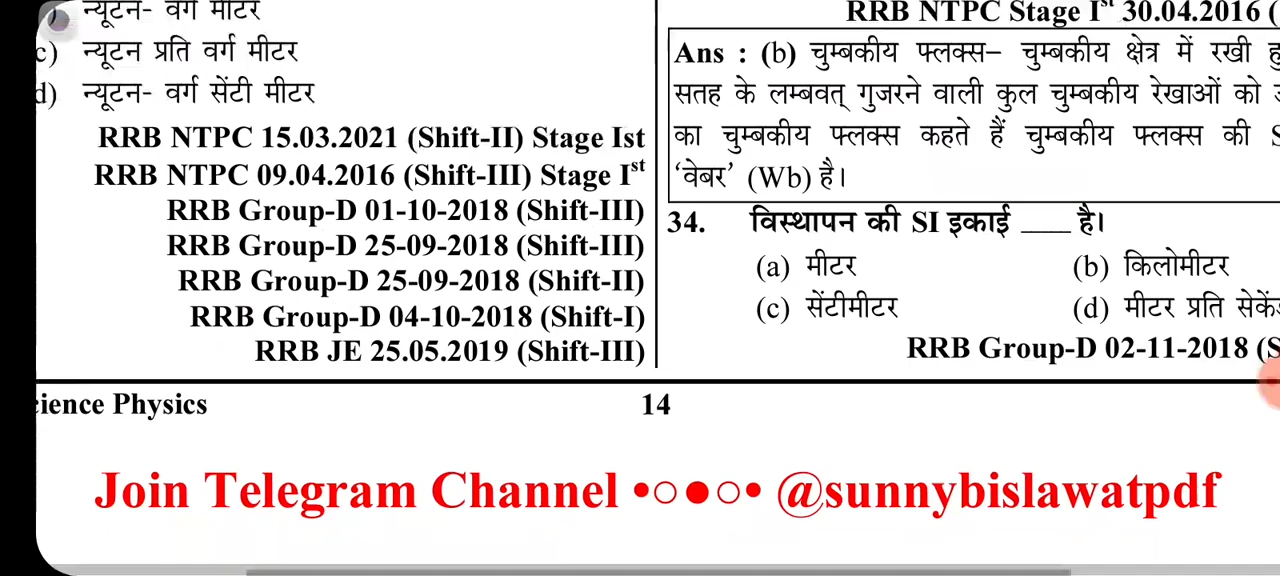 न्यूटन- वर्ग मीटर
c) न्यूटन प्रति वर्ग मीटर
d) न्यूटन- वर्ग सेंटी मीटर
RRB NTPC 15.03.2021 (Shift-II) Stage Ist
RRB NTPC 09.04.2016 (Shift-III) Stage Ist
RRB Group-D 01-10-2018 (Shift-III)
RRB Group-D 25-09-2018 (Shift-III)
RRB Group-D 25-09-2018 (Shift-II)
RRB Group-D 04-10-2018 (Shift-I)
RRB JE 25.05.2019 (Shift-III)
RRB NTPC Stage Ist 30.04.2016 (
Ans : (b) चुम्बकीय फ्लक्स– चुम्बकीय क्षेत्र में रखी
सतह के लम्बवत् गुजरने वाली कुल चुम्बकीय रेखाओं को
का चुम्बकीय फ्लक्स कहते हैं चुम्बकीय फ्लक्स की S
‘वेबर’ (Wb) है।
34. विस्थापन की SI इकाई ____ है।
(a) मीटर (b) किलोमीटर
(c) सेंटीमीटर (d) मीटर प्रति
RRB Group-D 02-11-2018 (S
cience Physics 14
Join Telegram Channel •○●○• @sunnybislawatpdf